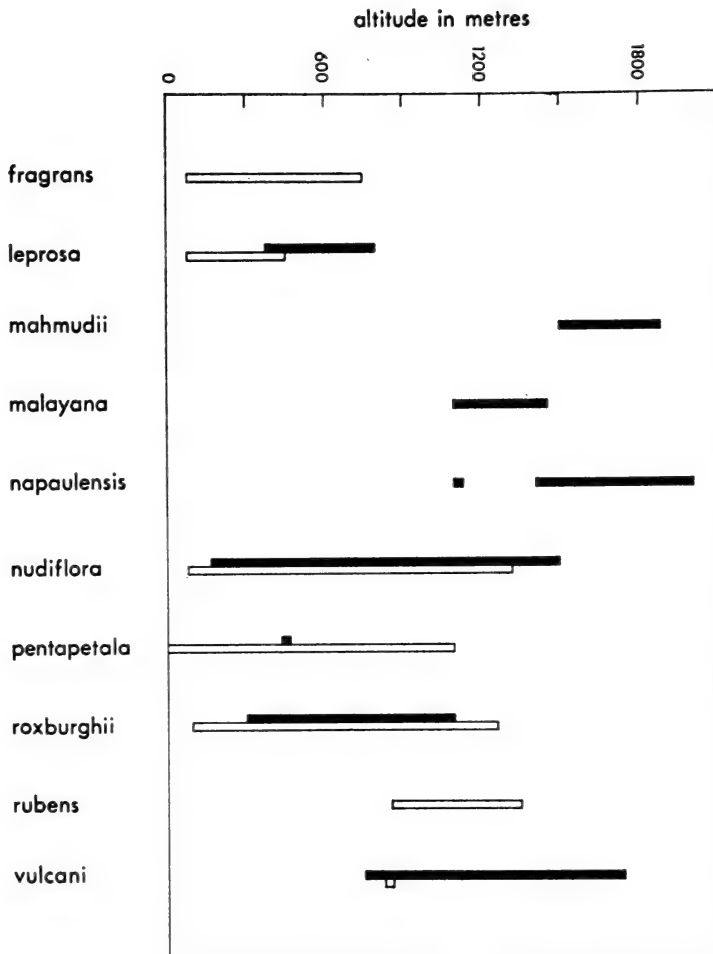 altitude in metres
0 600 1200 1800
fragrans
leprosa
mahmudii
malayana
napaulensis
nudiflora
pentapetala
roxburghii
rubens
vulcani